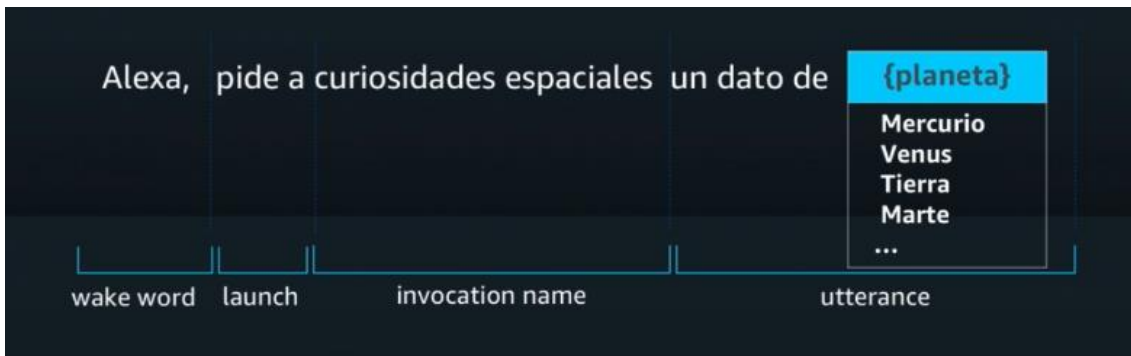 Alexa, pide a curiosidades espaciales un dato de {planeta}
Mercurio
Venus
Tierra
Marte
...
wake word launch invocation name utterance